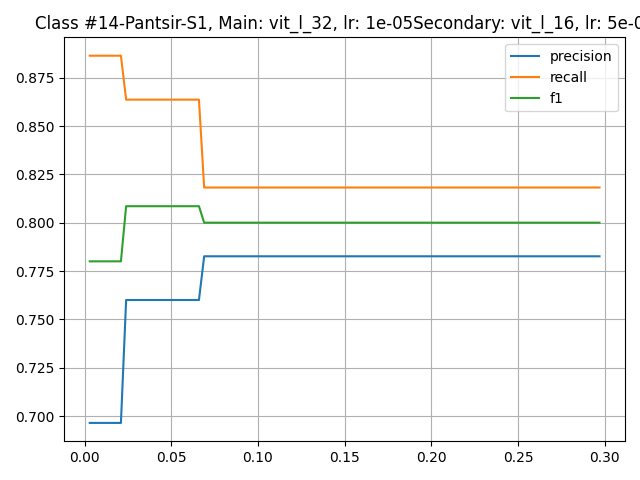 Class #14-Pantsir-S1, Main: vit_l_32, lr: 1e-05Secondary: vit_l_16, lr: 5e-0
precision
recall
f1
0.875
0.850
0.825
0.800
0.775
0.750
0.725
0.700
0.00 0.05 0.10 0.15 0.20 0.25 0.30